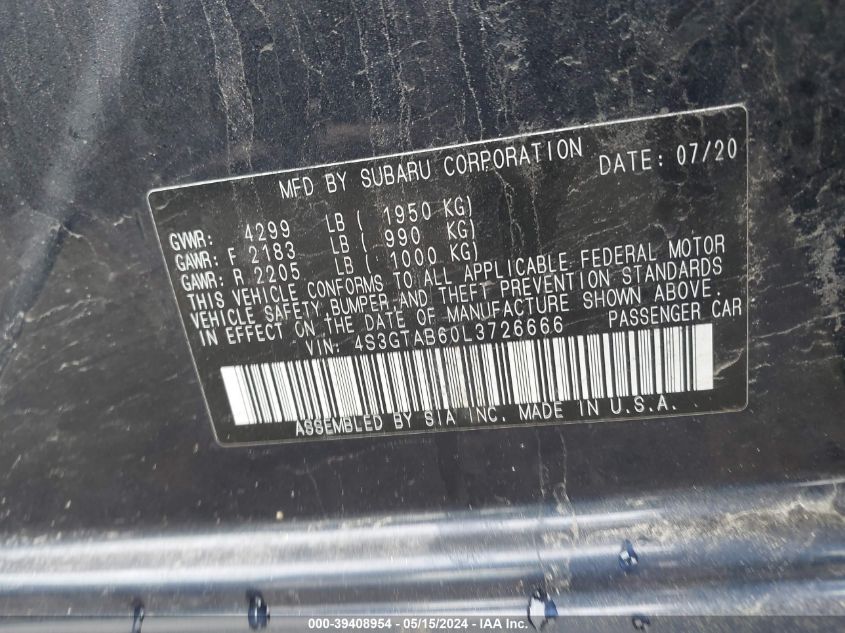 MFD BY SUBARU CORPORATION DATE: 07/20
GVWR: 4299 LB ( 1950 KG)
GAWR: F 2183 LB ( 990 KG)
GAWR: R 2205 LB ( 1000 KG)
THIS VEHICLE CONFORMS TO ALL APPLICABLE FEDERAL MOTOR
VEHICLE SAFETY, BUMPER, AND THEFT PREVENTION STANDARDS
IN EFFECT ON THE DATE OF MANUFACTURE SHOWN ABOVE.
VIN: 4S3GTAB60L3726666 PASSENGER CAR
ASSEMBLED BY SIA INC. MADE IN U.S.A.
000-39408954 - 05/15/2024 - IAA Inc.